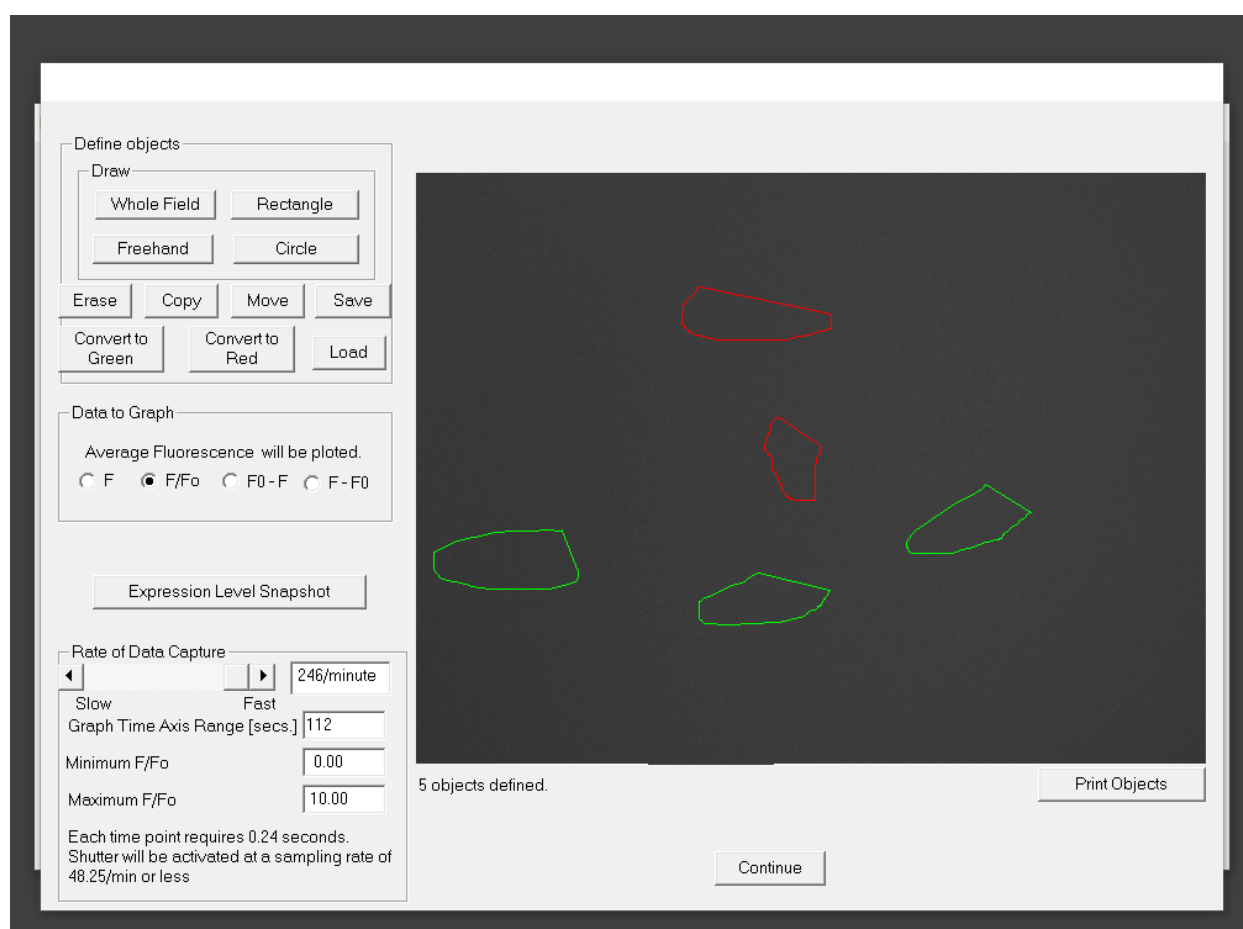 Define objects
Draw
Whole Field
Rectangle
Freehand
Circle
Erase
Copy
Move
Save
Convert to
Green
Convert to
Red
Load
Data to Graph
Average Fluorescence will be ploted.
F
F/Fo
F0 - F
F - F0
Expression Level Snapshot
Rate of Data Capture
246/minute
Slow
Fast
Graph Time Axis Range [secs.]
112
Minimum F/Fo
0.00
Maximum F/Fo
10.00
Each time point requires 0.24 seconds.
Shutter will be activated at a sampling rate of
48.25/min or less
5 objects defined.
Print Objects
Continue